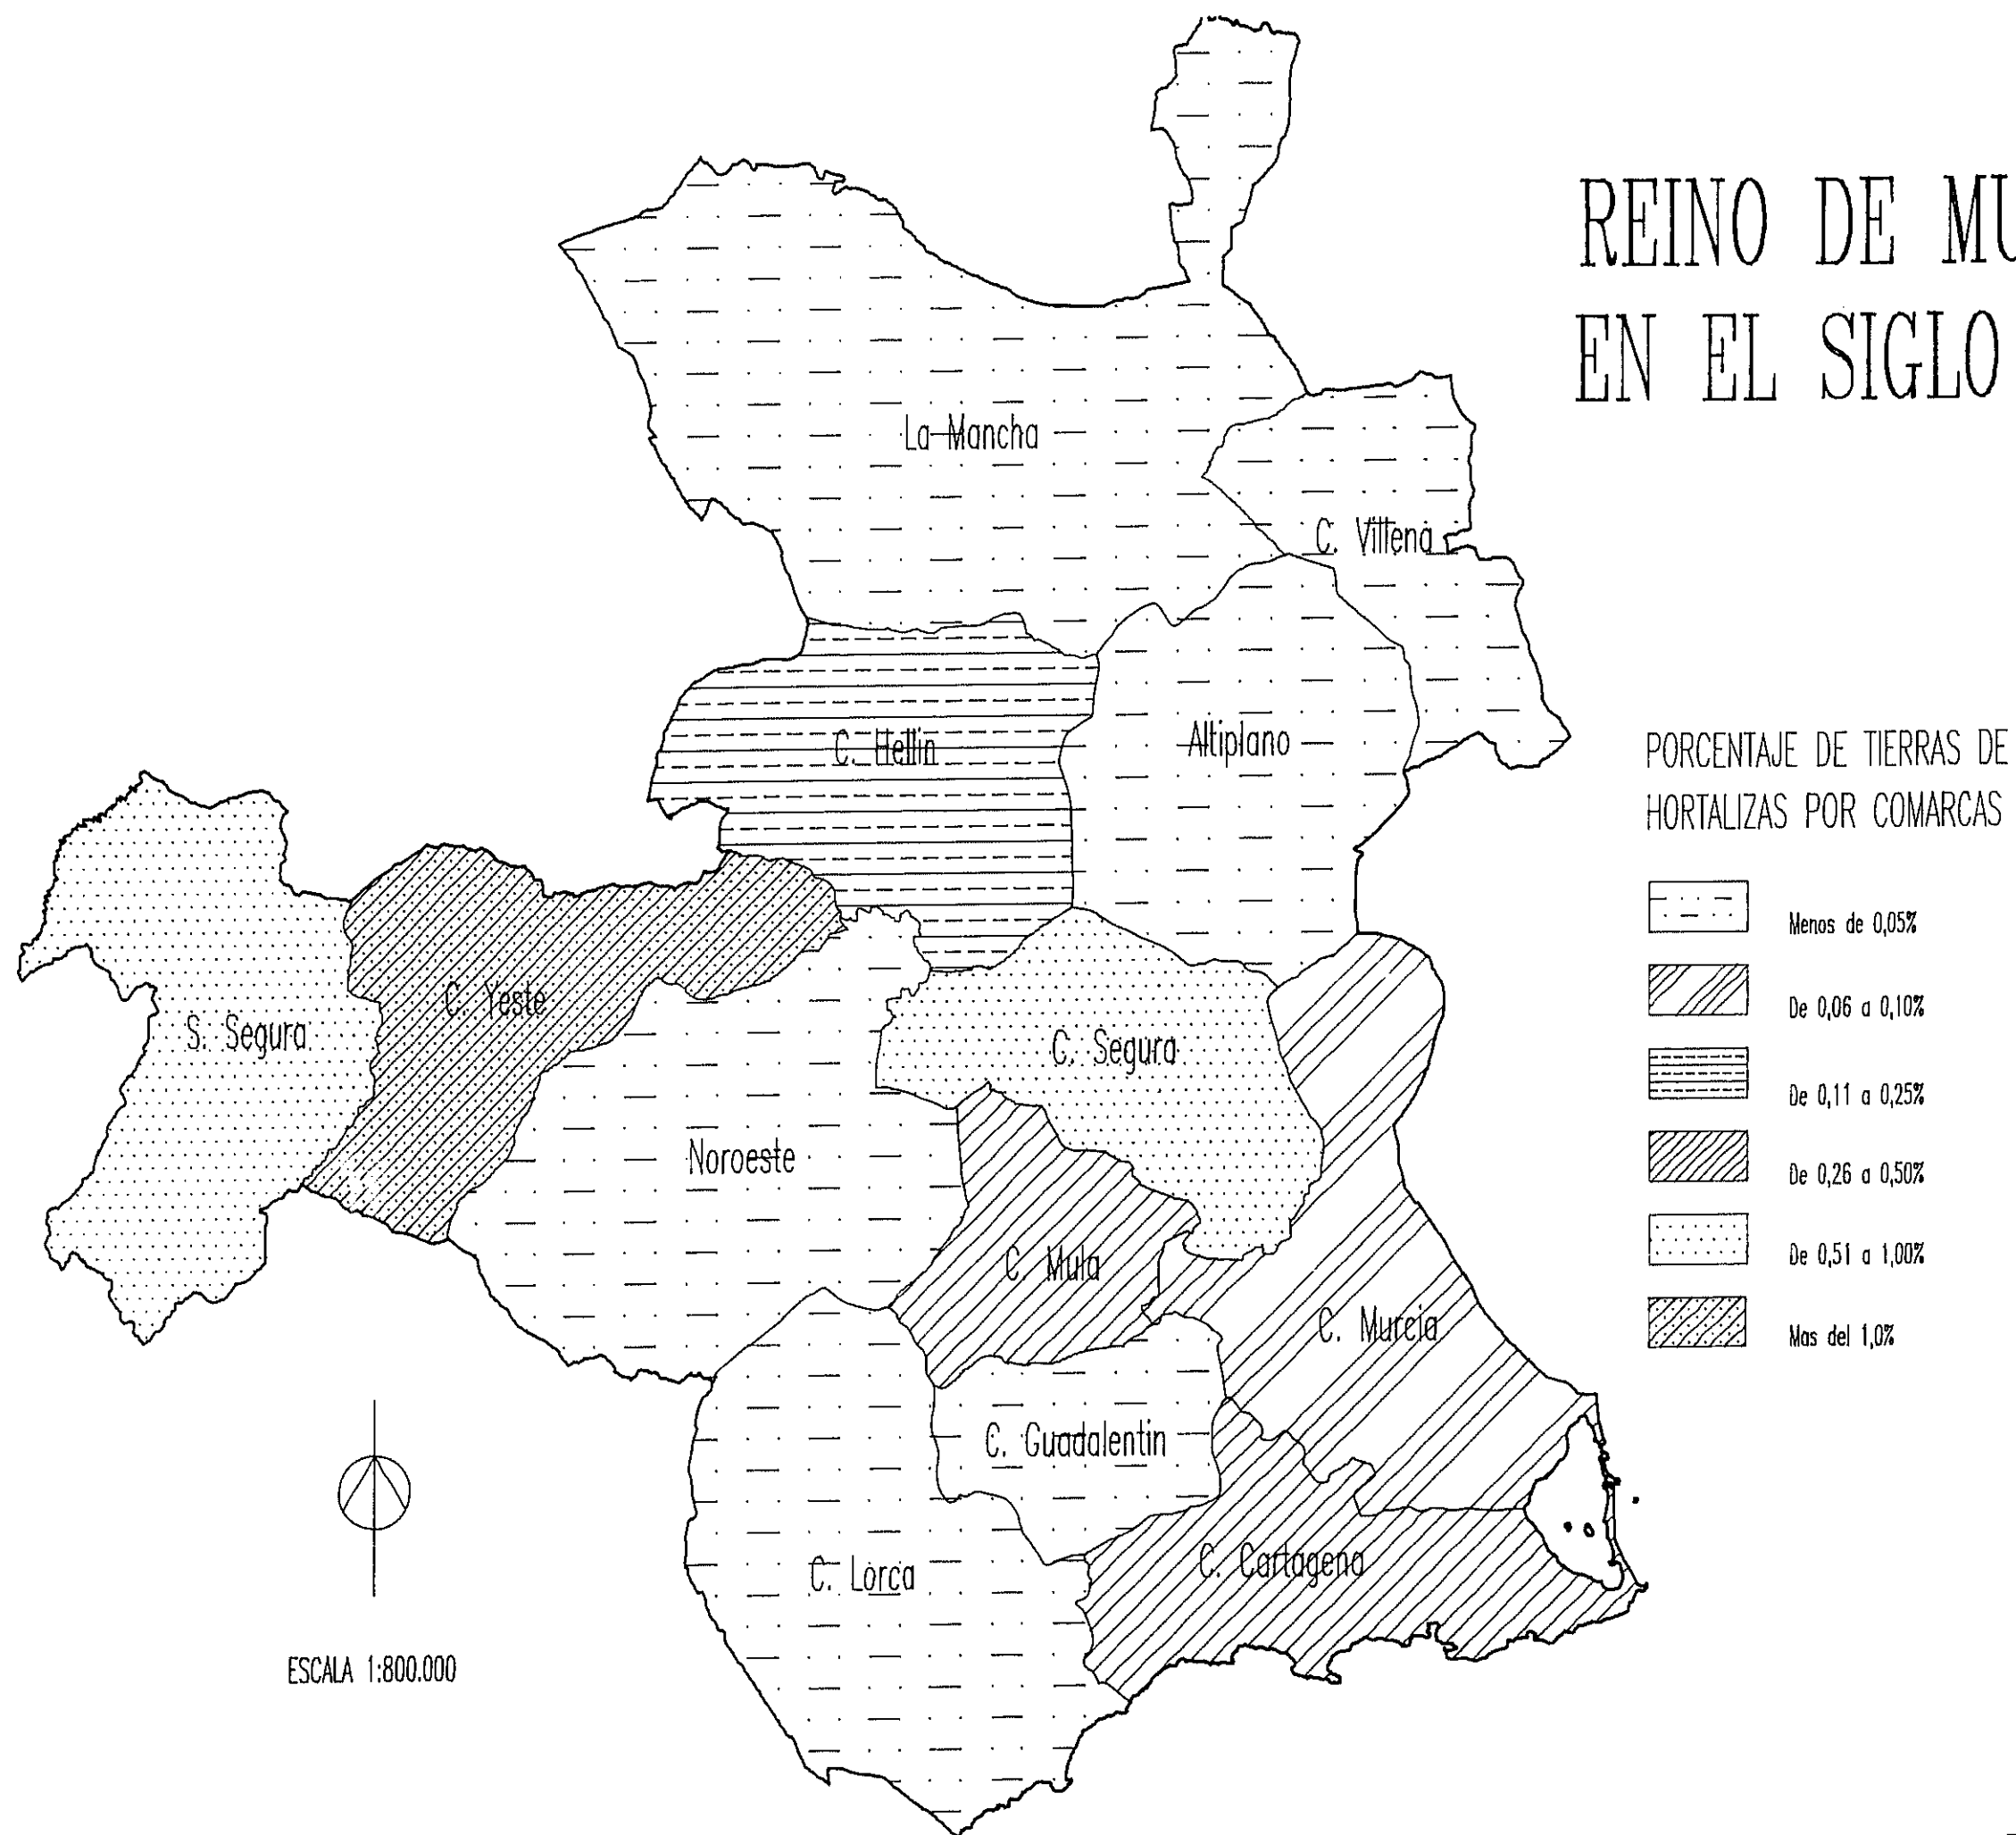 REINO DE MU
EN EL SIGLO
La Mancha
C. Villena
C. Hellin
Altiplano
PORCENTAJE DE TIERRAS DE
HORTALIZAS POR COMARCAS
Menos de 0,05%
De 0,06 a 0,10%
De 0,11 a 0,25%
De 0,26 a 0,50%
De 0,51 a 1,00%
Mas del 1,0%
S. Segura
C. Yeste
C. Segura
Noroeste
C. Mula
C. Murcia
C. Guadalentin
C. Lorca
C. Cartagena
ESCALA 1:800.000